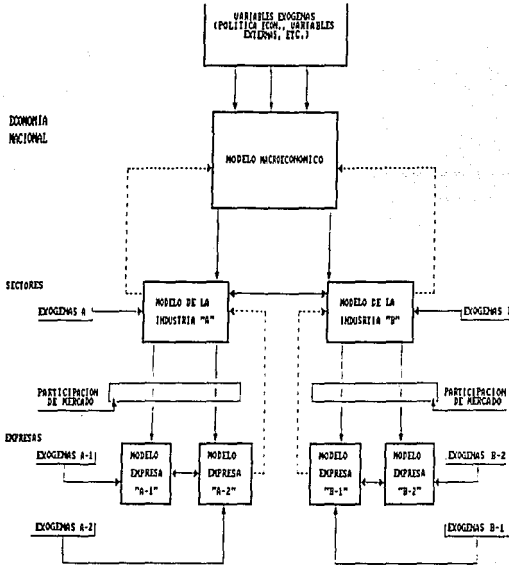 VARIABLES EXOGENAS
(POLITICA ECON., VARIABLES
EXTERNAS, ETC.)
ECONOMIA
NACIONAL
MODELO MACROECONOMICO
SECTORES
EXOGENAS A
MODELO DE LA
INDUSTRIA "A"
MODELO DE LA
INDUSTRIA "B"
EXOGENAS
PARTICIPACION
DE MERCADO
PARTICIPACION
DE MERCADO
EMPRESAS
EXOGENAS A-1
MODELO
EMPRESA
"A-1"
MODELO
EMPRESA
"A-2"
MODELO
EMPRESA
"B-1"
MODELO
EMPRESA
"B-2"
EXOGENAS B-2
EXOGENAS A-2
EXOGENAS B-1